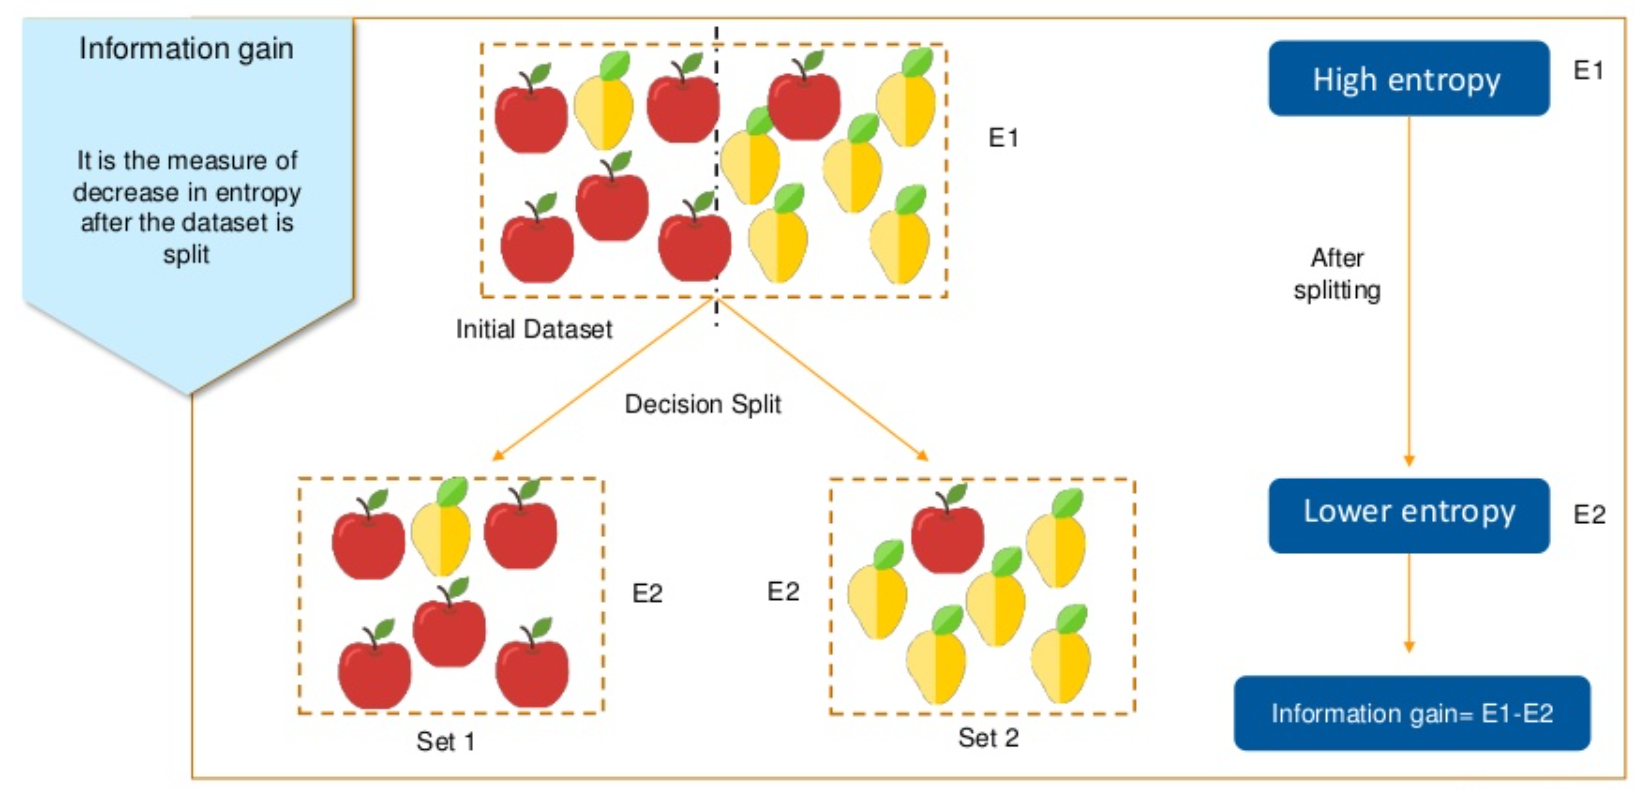 Information gain
It is the measure of
decrease in entropy
after the dataset is
split
E1
Initial Dataset
Decision Split
E2
Set 1
E2
Set 2
High entropy
E1
After
splitting
Lower entropy
E2
Information gain= E1-E2